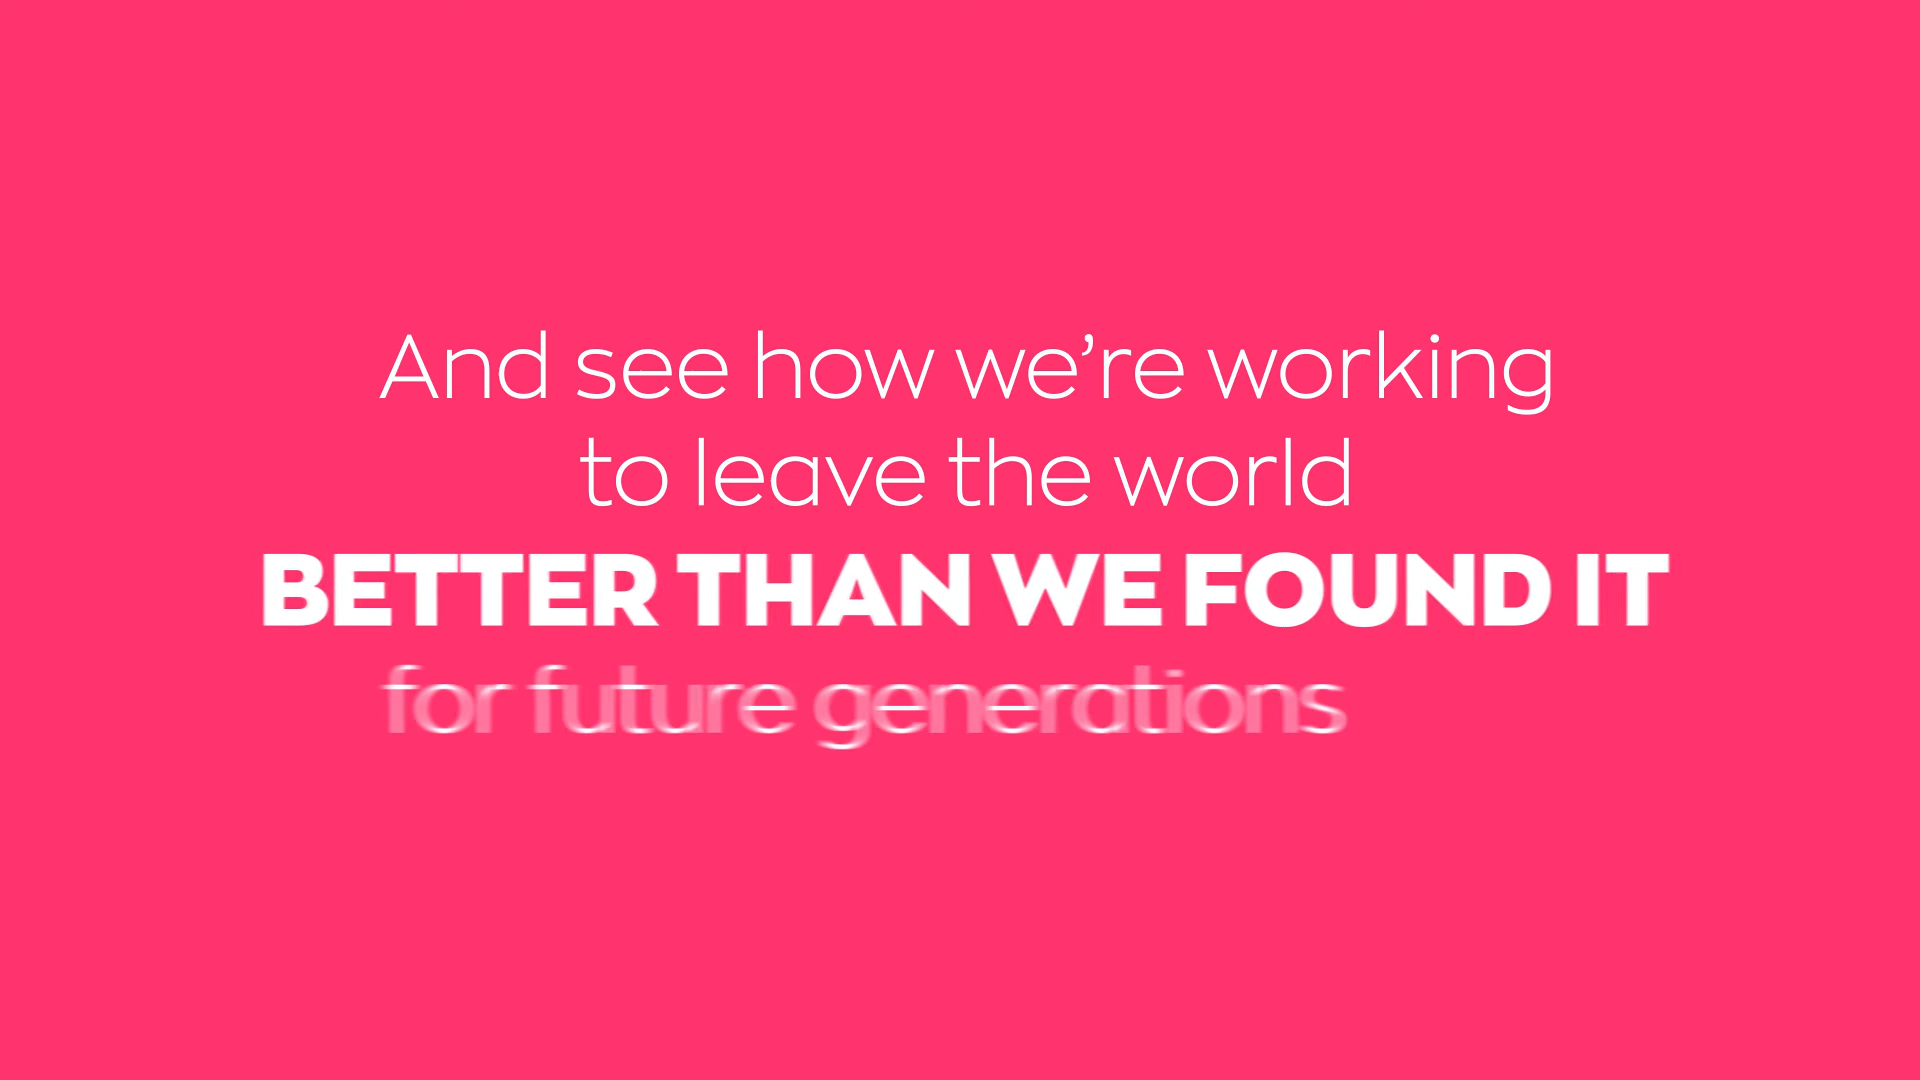 And see how we’re working
to leave the world
BETTER THAN WE FOUND IT
for future generations